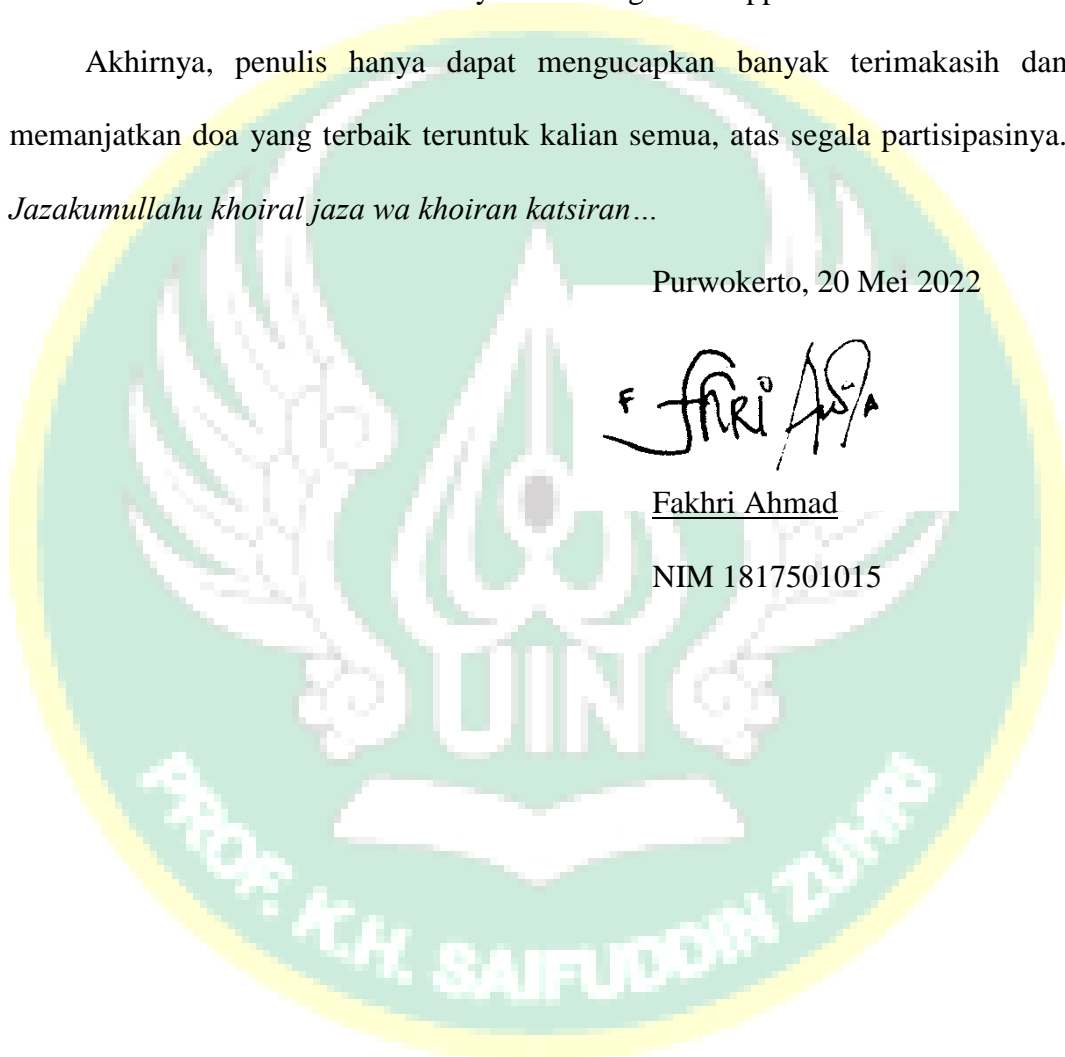 Akhirnya, penulis hanya dapat mengucapkan banyak terimakasih dan
memanjatkan doa yang terbaik teruntuk kalian semua, atas segala partisipasinya.
Jazakumullahu khoiral jaza wa khoiran katsiran…
Purwokerto, 20 Mei 2022
Fakhri Ahmad
NIM 1817501015
UIN
PROF. K.H. SAIFUDDIN ZUHRI